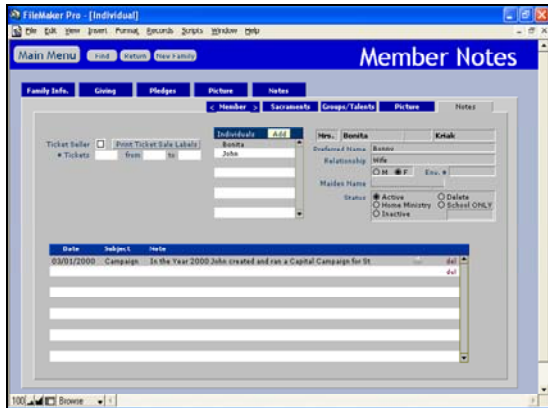 FileMaker Pro - [Individual]
File Edit View Insert Format Records Scripts Window Help
Main Menu Find Return New Family Member Notes
Family Info. Giving Pledges Picture Notes
< Member > Sacraments Groups/Talents Picture Notes
Individuals Add
Bonita
John
Ticket Seller Print Ticket Sale Labels
# Tickets from to
Mrs. Bonita Kriak
Preferred Name
Relationship Wife
M F Env. #
Maiden Name
Status Active Delete
Home Ministry School ONLY
Inactive
Date Subject Note
03/01/2000 Campaign In the Year 2000 John created and ran a Capital Campaign for St del
del
100 Browse